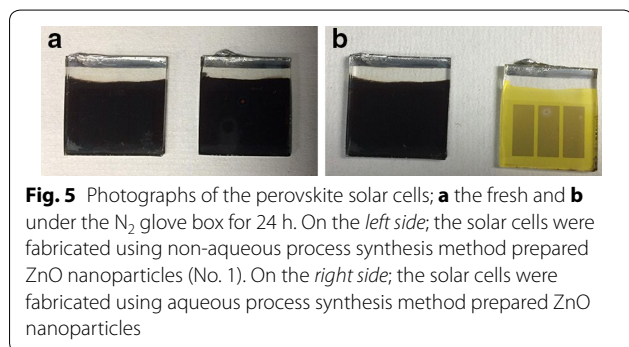 a
b
Fig. 5 Photographs of the perovskite solar cells; a the fresh and b
under the N₂ glove box for 24 h. On the left side; the solar cells were
fabricated using non-aqueous process synthesis method prepared
ZnO nanoparticles (No. 1). On the right side; the solar cells were
fabricated using aqueous process synthesis method prepared ZnO
nanoparticles